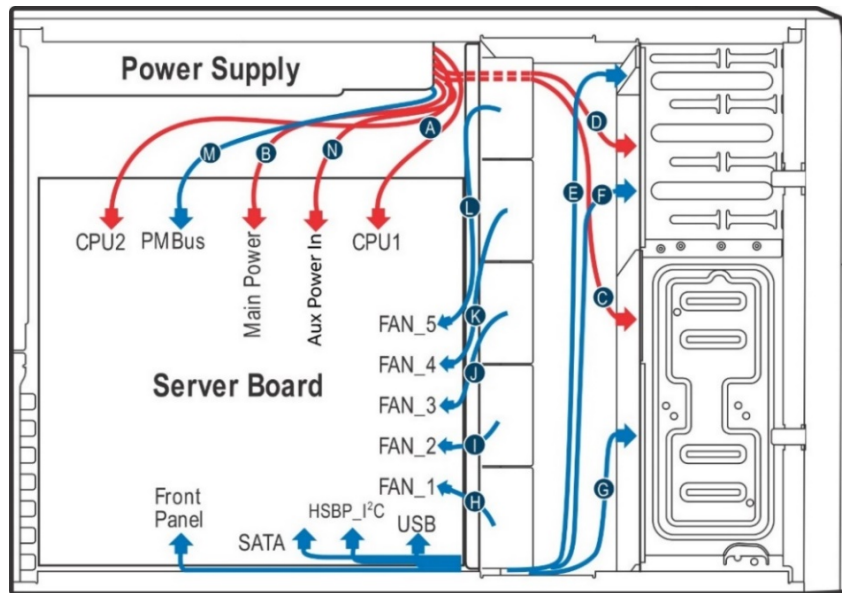 Power Supply
A
D
M
B
N
E
F
L
CPU2
PMBus
Main Power
Aux Power In
CPU1
C
K
FAN_5
J
FAN_4
Server Board
FAN_3
I
FAN_2
G
FAN_1
H
Front
Panel
SATA
HSBP_I²C
USB